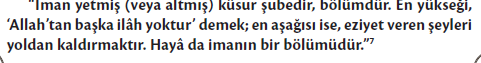 "İman yetmiş (veya altmış) küsur şubedir, bölümdür. En yükseği,
'Allah'tan başka ilâh yoktur' demek; en aşağısı ise, eziyet veren şeyleri
yoldan kaldırmaktır. Hayâ da imanın bir bölümüdür."⁷